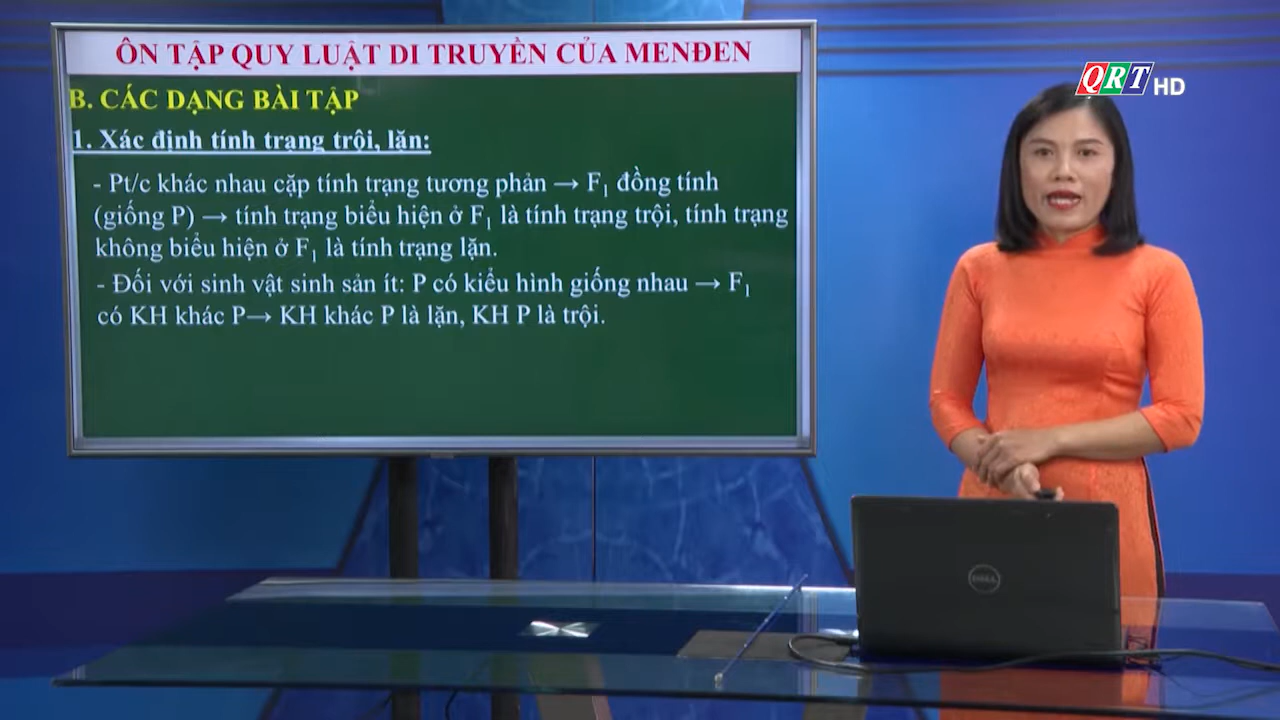 ÔN TẬP QUY LUẬT DI TRUYỀN CỦA MENĐEN
B. CÁC DẠNG BÀI TẬP
1. Xác định tính trạng trội, lặn:
- Pt/c khác nhau cặp tính trạng tương phản → F₁ đồng tính
(giống P) → tính trạng biểu hiện ở F₁ là tính trạng trội, tính trạng
không biểu hiện ở F₁ là tính trạng lặn.
- Đối với sinh vật sinh sản ít: P có kiểu hình giống nhau → F₁
có KH khác P→ KH khác P là lặn, KH P là trội.
QRT HD
DELL